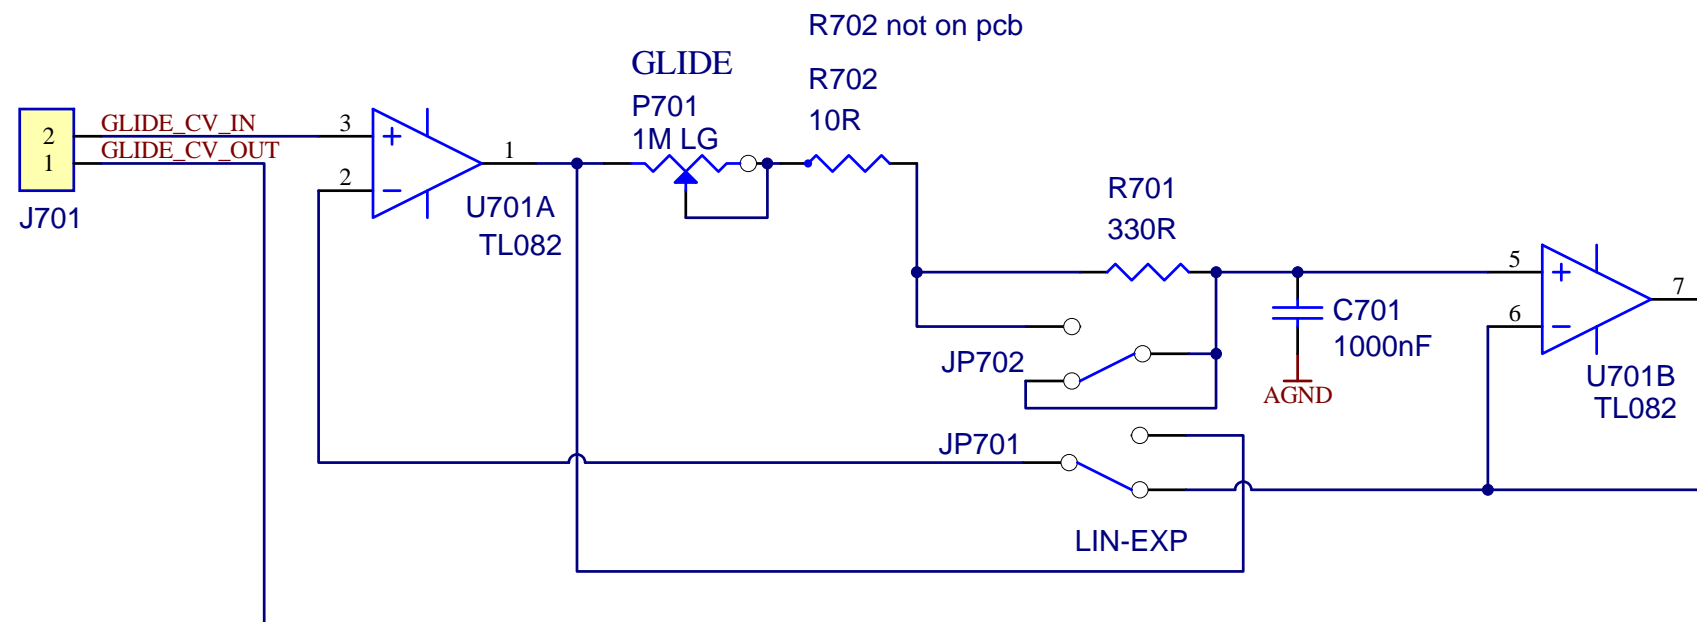 R702 not on pcb
GLIDE
R702
P701
10R
1M LG
GLIDE_CV_IN
3
2
GLIDE_CV_OUT
1
1
2
J701
U701A
TL082
R701
330R
5
7
6
C701
1000nF
JP702
AGND
U701B
TL082
JP701
LIN-EXP